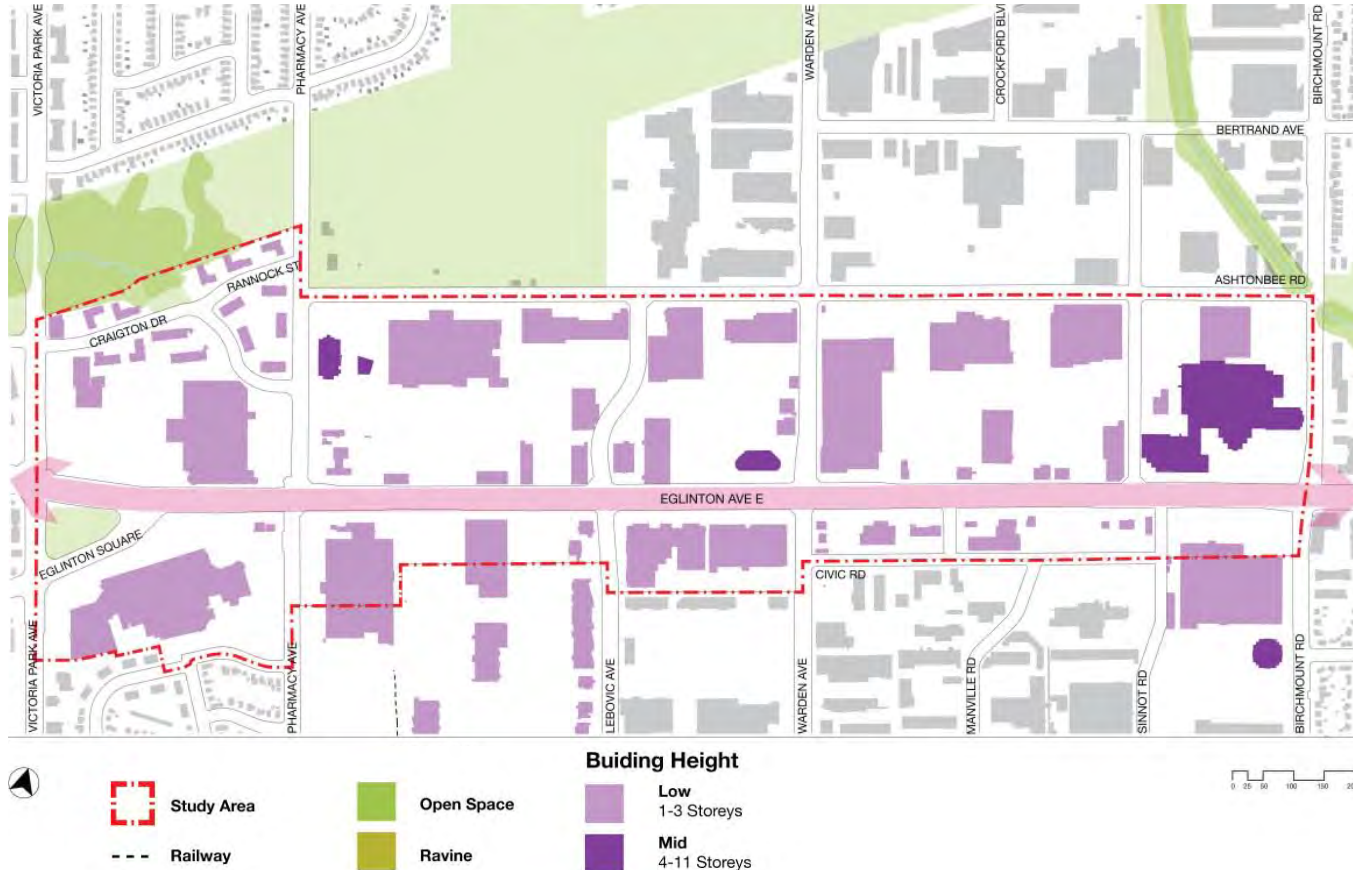 VICTORIA PARK AVE
PHARMACY AVE
WARDEN AVE
CROCKFORD BLV
BIRCHMOUNT RD
BERTRAND AVE
ASHTONBEE RD
RANNOCK ST
CRAIGTON DR
EGLINTON AVE E
EGLINTON SQUARE
CIVIC RD
VICTORIA PARK AVE
PHARMACY AVE
LEBOVIC AVE
WARDEN AVE
MANVILLE RD
SINNOT RD
BIRCHMOUNT RD
Buiding Height
Study Area
Open Space
Low
1-3 Storeys
Railway
Ravine
Mid
4-11 Storeys
0 25 50 100 150